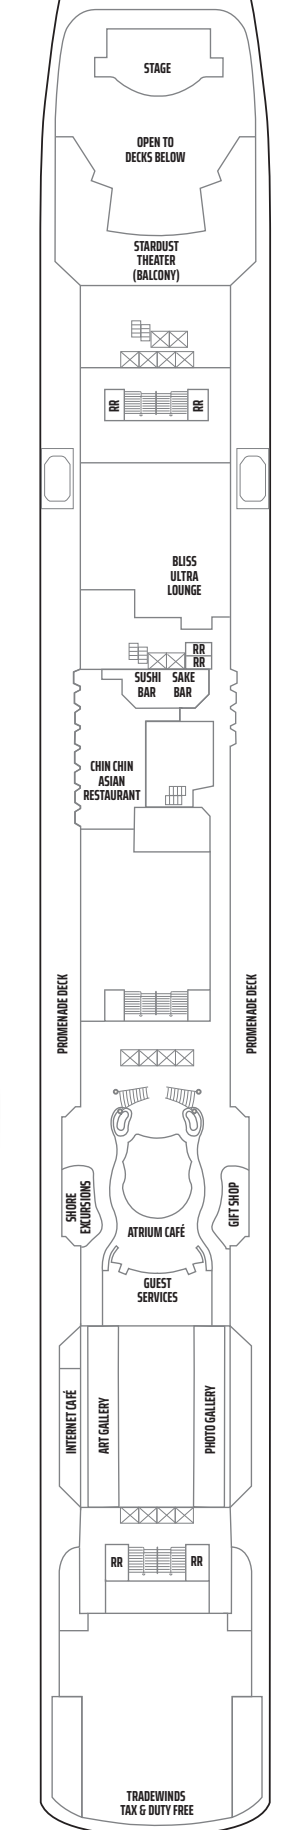 STAGE
OPEN TO
DECKS BELOW
STARDUST
THEATER
(BALCONY)
RR
RR
BLISS
ULTRA
LOUNGE
RR
RR
SUSHI
BAR
SAKE
BAR
CHIN CHIN
ASIAN
RESTAURANT
PROMENADE DECK
PROMENADE DECK
SHORE
EXCURSIONS
GIFT SHOP
ATRIUM CAFÉ
GUEST
SERVICES
INTERNET CAFÉ
ART GALLERY
PHOTO GALLERY
RR
RR
TRADEWINDS
TAX & DUTY FREE